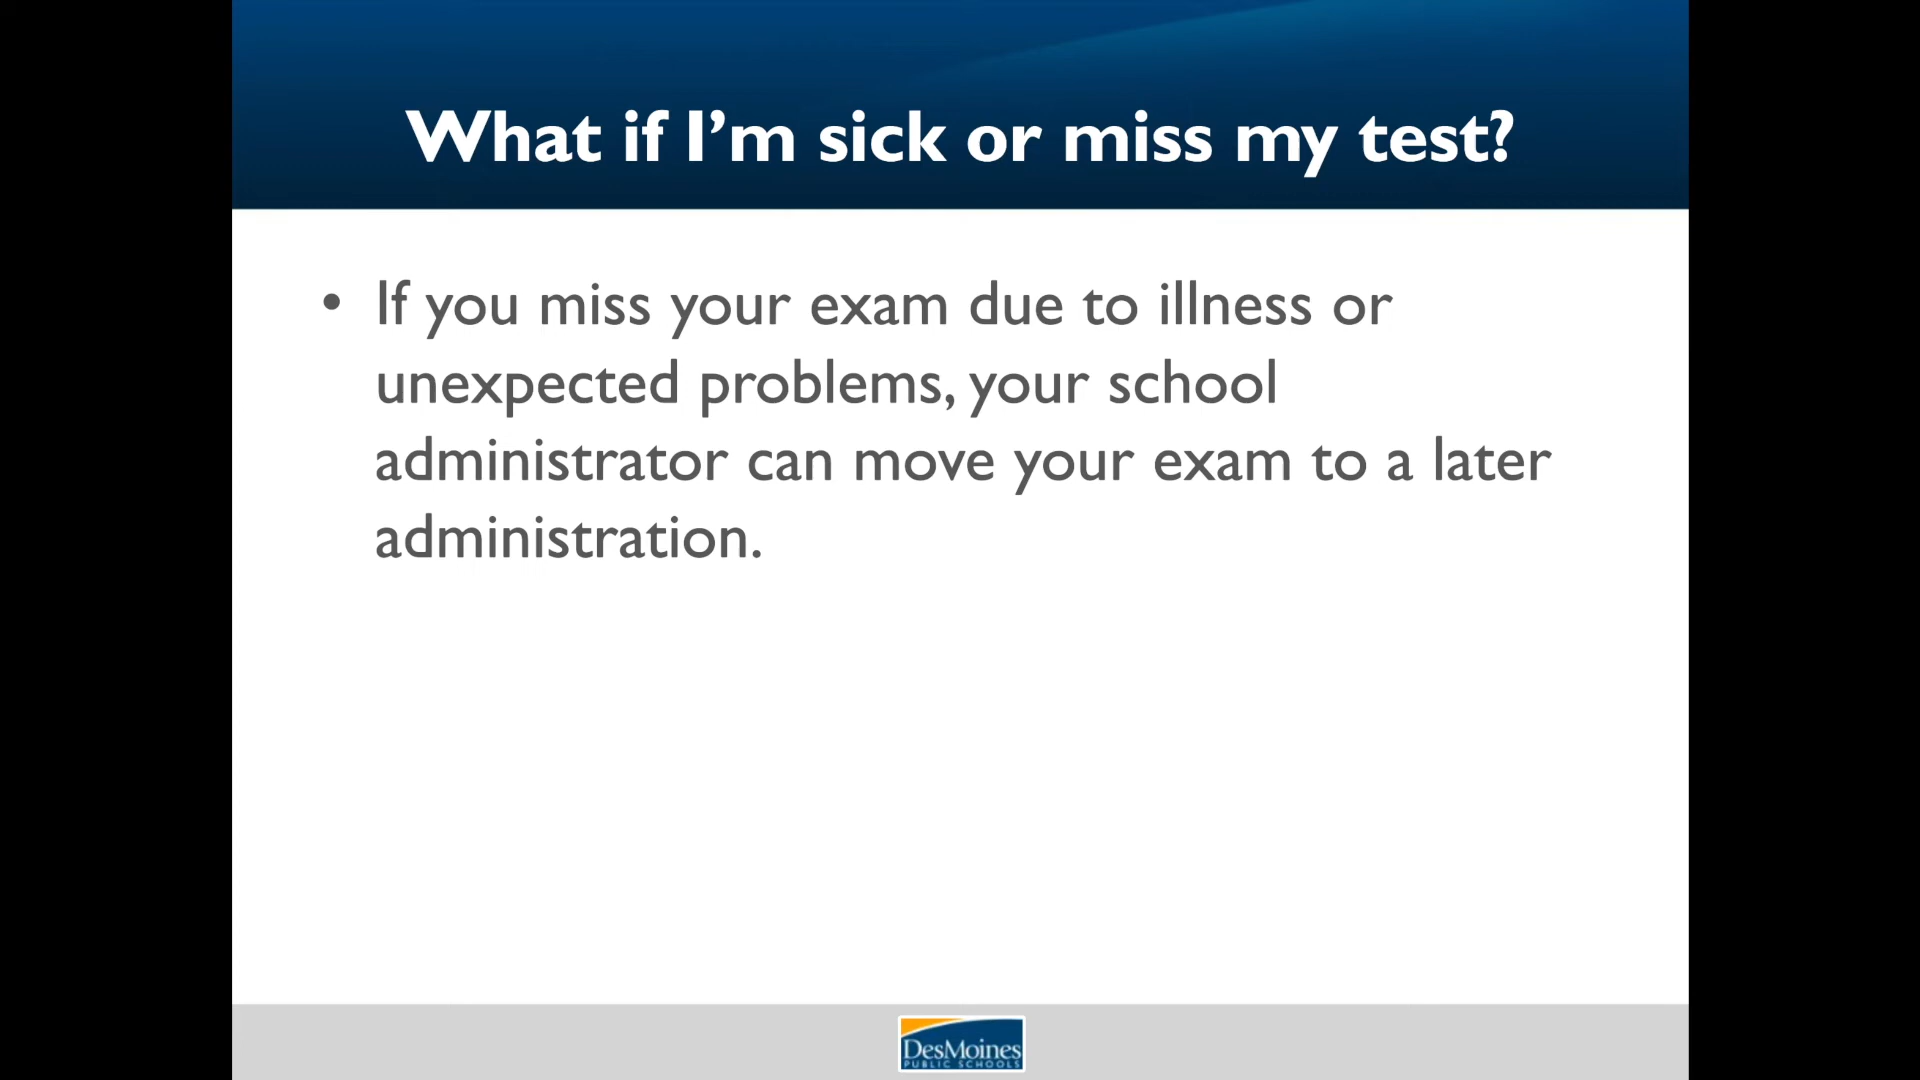 What if I’m sick or miss my test?
• If you miss your exam due to illness or
unexpected problems, your school
administrator can move your exam to a later
administration.
DesMoines
PUBLIC SCHOOLS